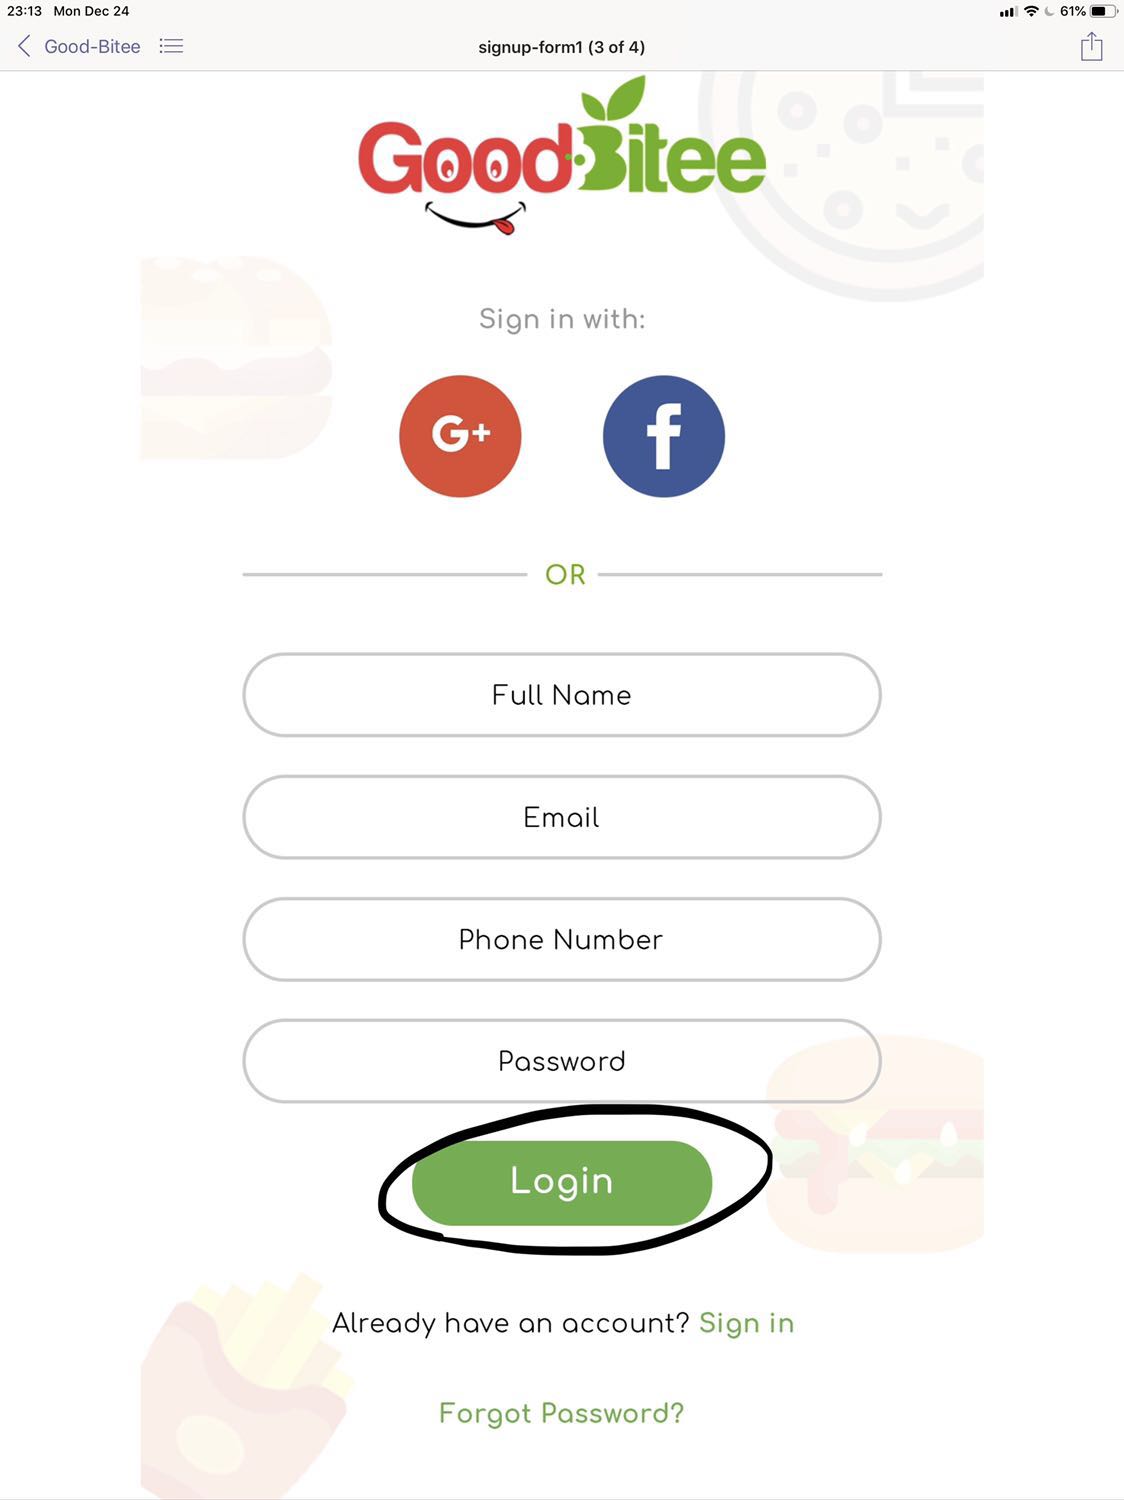 23:13 Mon Dec 24
61%
Good-Bitee
signup-form1 (3 of 4)
GoodBitee
Sign in with:
G+ f
OR
Full Name
Email
Phone Number
Password
Login
Already have an account? Sign in
Forgot Password?